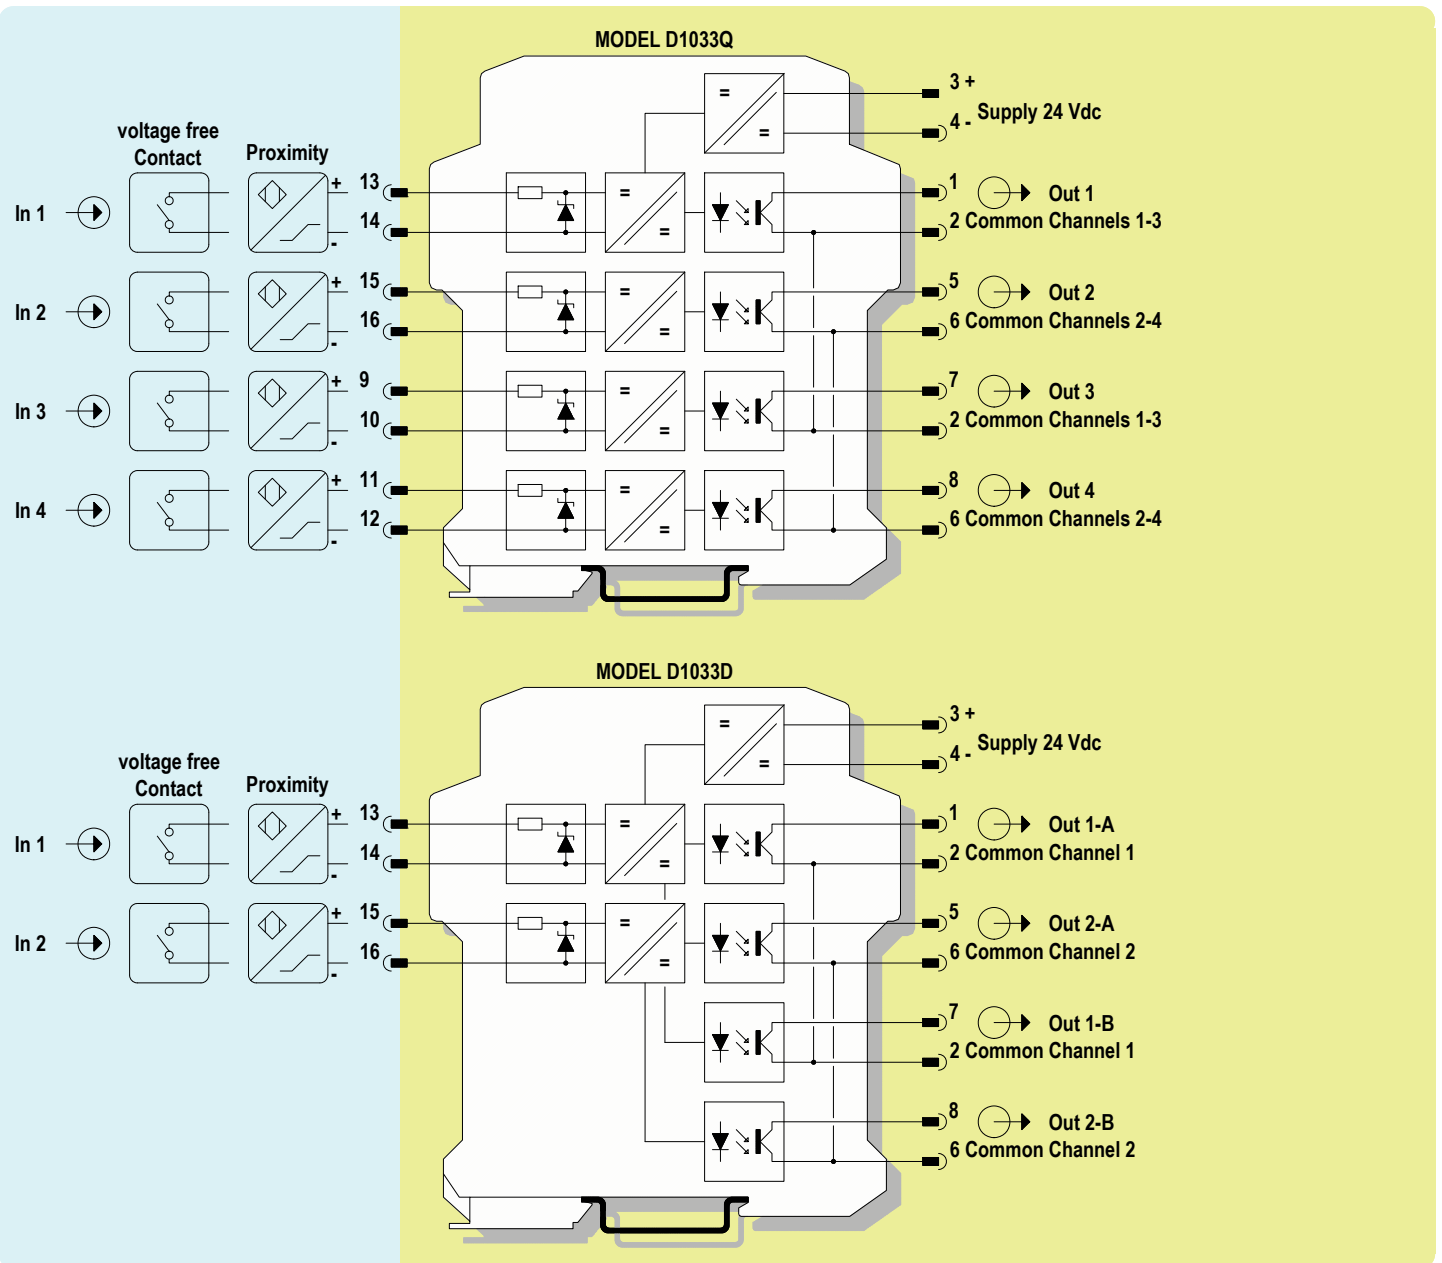 MODEL D1033Q
3 +
Supply 24 Vdc
4 -
voltage free
Contact
Proximity
In 1
+ 13
14
-
1 Out 1
2 Common Channels 1-3
In 2
+ 15
16
-
5 Out 2
6 Common Channels 2-4
In 3
+ 9
10
-
7 Out 3
2 Common Channels 1-3
In 4
+ 11
12
-
8 Out 4
6 Common Channels 2-4
MODEL D1033D
3 +
Supply 24 Vdc
4 -
voltage free
Contact
Proximity
In 1
+ 13
14
-
1 Out 1-A
2 Common Channel 1
In 2
+ 15
16
-
5 Out 2-A
6 Common Channel 2
7 Out 1-B
2 Common Channel 1
8 Out 2-B
6 Common Channel 2